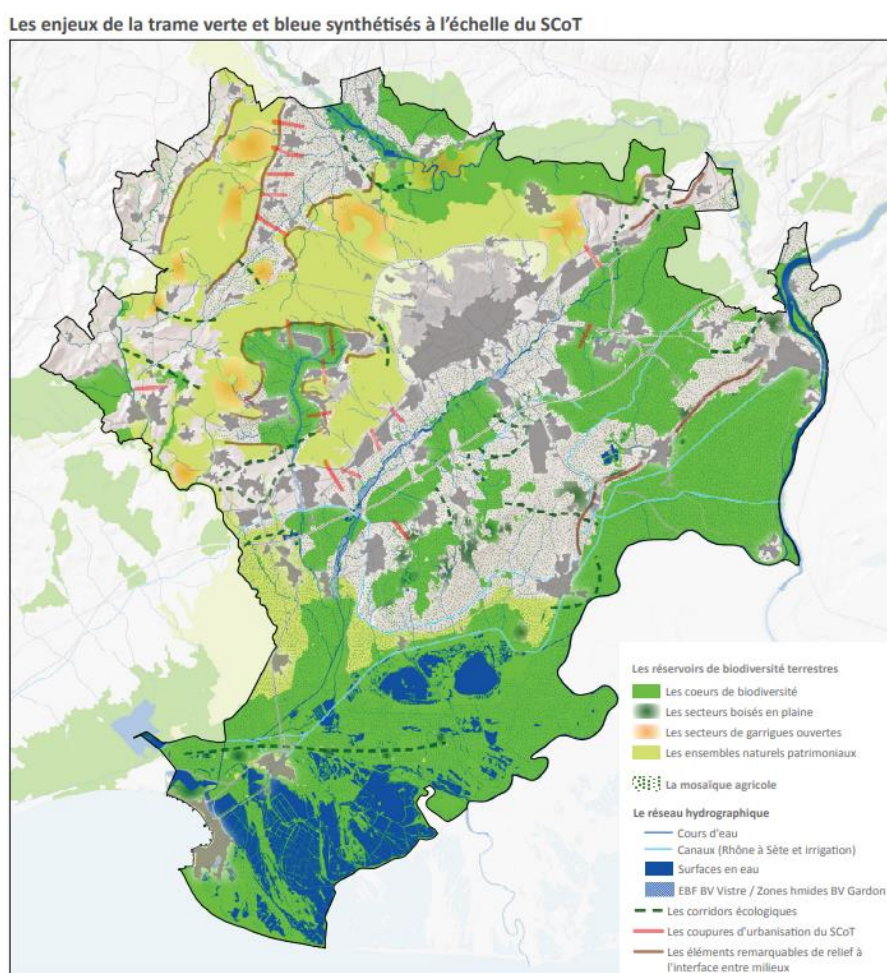 Les enjeux de la trame verte et bleue synthétisés à l'échelle du SCoT
Les réservoirs de biodiversité terrestres
Les coeurs de biodiversité
Les secteurs boisés en plaine
Les secteurs de garrigues ouvertes
Les ensembles naturels patrimoniaux
La mosaïque agricole
Le réseau hydrographique
Cours d'eau
Canaux (Rhône à Sète et irrigation)
Surfaces en eau
EBF BV Vistre / Zones hmides BV Gardon
Les corridors écologiques
Les coupures d'urbanisation du SCoT
Les éléments remarquables de relief à
l'interface entre milieux